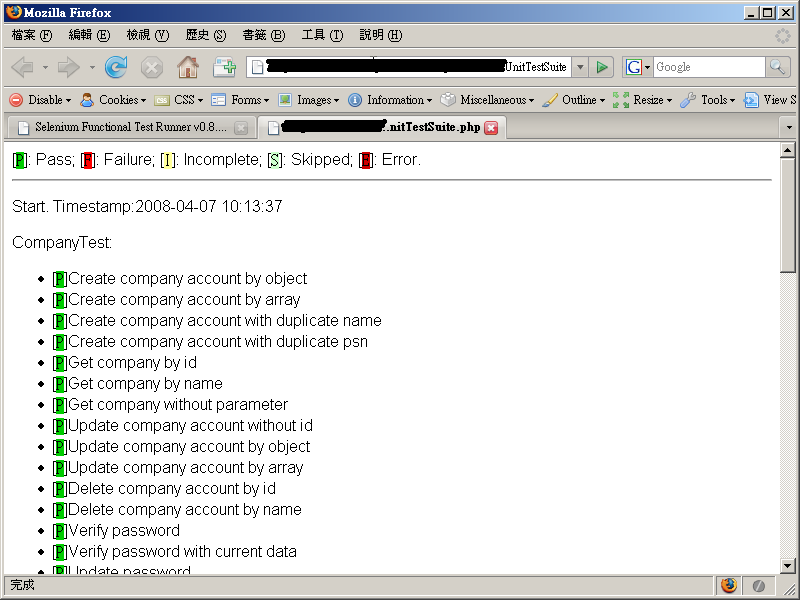 Mozilla Firefox
檔案 (F) 編輯 (E) 檢視 (V) 歷史 (S) 書籤 (B) 工具 (T) 說明 (H)
UnitTestSuite G Google
Disable Cookies CSS Forms Images Information Miscellaneous Outline Resize Tools View S
Selenium Functional Test Runner v0.8.... nitTestSuite.php
[P]: Pass; [F]: Failure; [I]: Incomplete; [S]: Skipped; []: Error.
Start. Timestamp:2008-04-07 10:13:37
CompanyTest:
[P]Create company account by object
[P]Create company account by array
[P]Create company account with duplicate name
[P]Create company account with duplicate psn
[P]Get company by id
[P]Get company by name
[P]Get company without parameter
[P]Update company account without id
[P]Update company account by object
[P]Update company account by array
[P]Delete company account by id
[P]Delete company account by name
[P]Verify password
[P]Verify password with current data
[P]Update password
完成